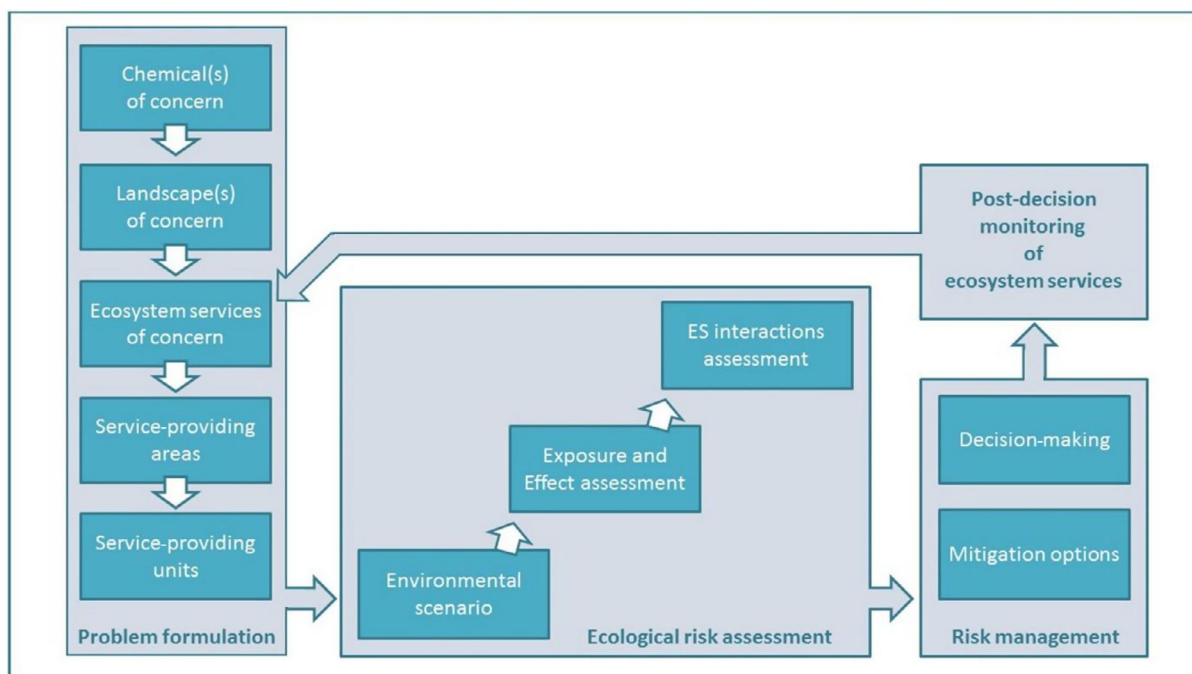 Chemical(s)
of concern
Landscape(s)
of concern
Ecosystem services
of concern
Service-providing
areas
Service-providing
units
Problem formulation
Environmental
scenario
Exposure and
Effect assessment
ES interactions
assessment
Ecological risk assessment
Post-decision
monitoring
of
ecosystem services
Decision-making
Mitigation options
Risk management